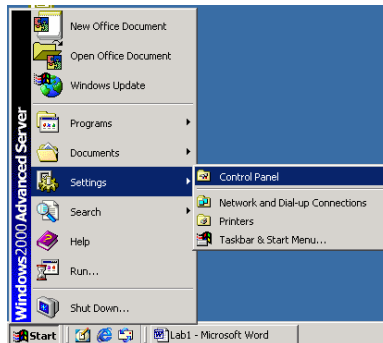 New Office Document
Open Office Document
Windows Update
Programs
Documents
Settings
Search
Help
Run...
Shut Down...
Control Panel
Network and Dial-up Connections
Printers
Taskbar & Start Menu...
Windows2000 Advanced Server
Start
Lab1 - Microsoft Word